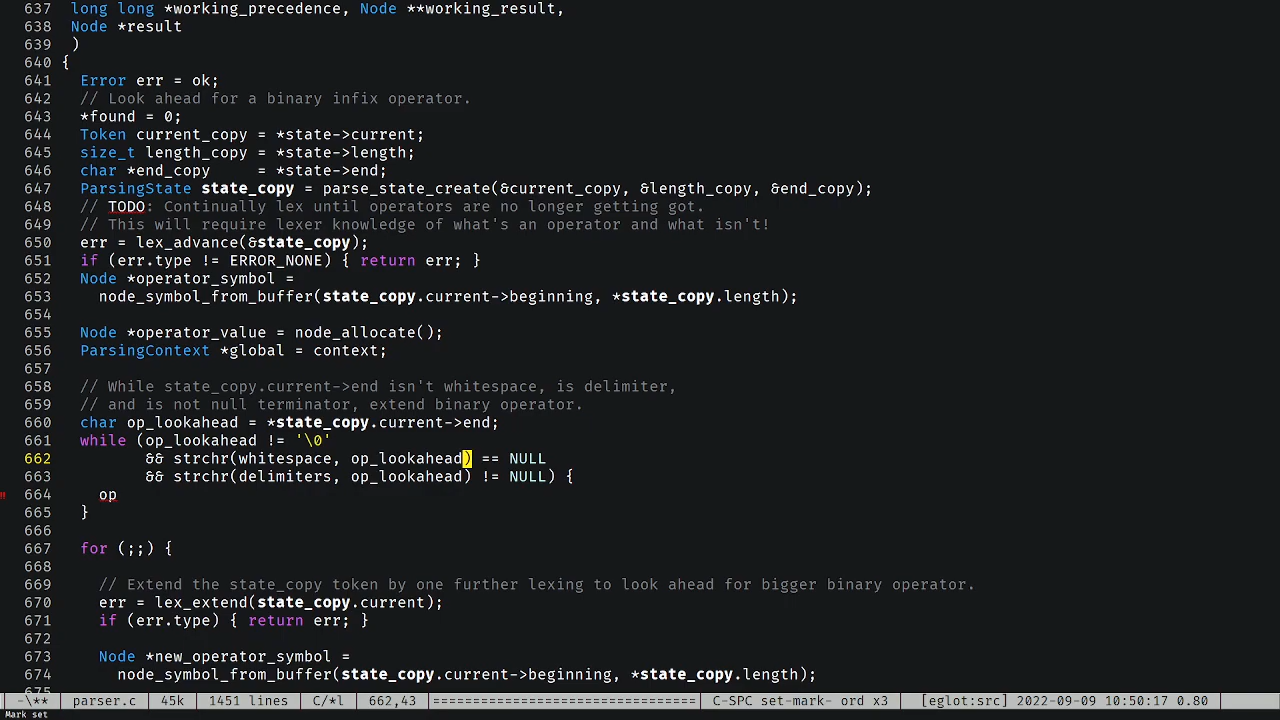 637 long long *working_precedence, Node **working_result,
638 Node *result
639 )
640 {
641 Error err = ok;
642 // Look ahead for a binary infix operator.
643 *found = 0;
644 Token current_copy = *state->current;
645 size_t length_copy = *state->length;
646 char *end_copy     = *state->end;
647 ParsingState state_copy = parse_state_create(&current_copy, &length_copy, &end_copy);
648 // TODO: Continually lex until operators are no longer getting got.
649 // This will require lexer knowledge of what's an operator and what isn't!
650 err = lex_advance(&state_copy);
651 if (err.type != ERROR_NONE) { return err; }
652 Node *operator_symbol =
653 node_symbol_from_buffer(state_copy.current->beginning, *state_copy.length);
654
655 Node *operator_value = node_allocate();
656 ParsingContext *global = context;
657
658 // While state_copy.current->end isn't whitespace, is delimiter,
659 // and is not null terminator, extend binary operator.
660 char op_lookahead = *state_copy.current->end;
661 while (op_lookahead != '\0'
662 && strchr(whitespace, op_lookahead) == NULL
663 && strchr(delimiters, op_lookahead) != NULL) {
!! 664 op
665 }
666
667 for (;;) {
668
669 // Extend the state_copy token by one further lexing to look ahead for bigger binary operator.
670 err = lex_extend(state_copy.current);
671 if (err.type) { return err; }
672
673 Node *new_operator_symbol =
674 node_symbol_from_buffer(state_copy.current->beginning, *state_copy.length);
675
-\** parser.c 45k 1451 lines C/*l 662,43 ============================ C-SPC set-mark- ord x3 [eglot:src] 2022-09-09 10:50:17 0.80
Mark set